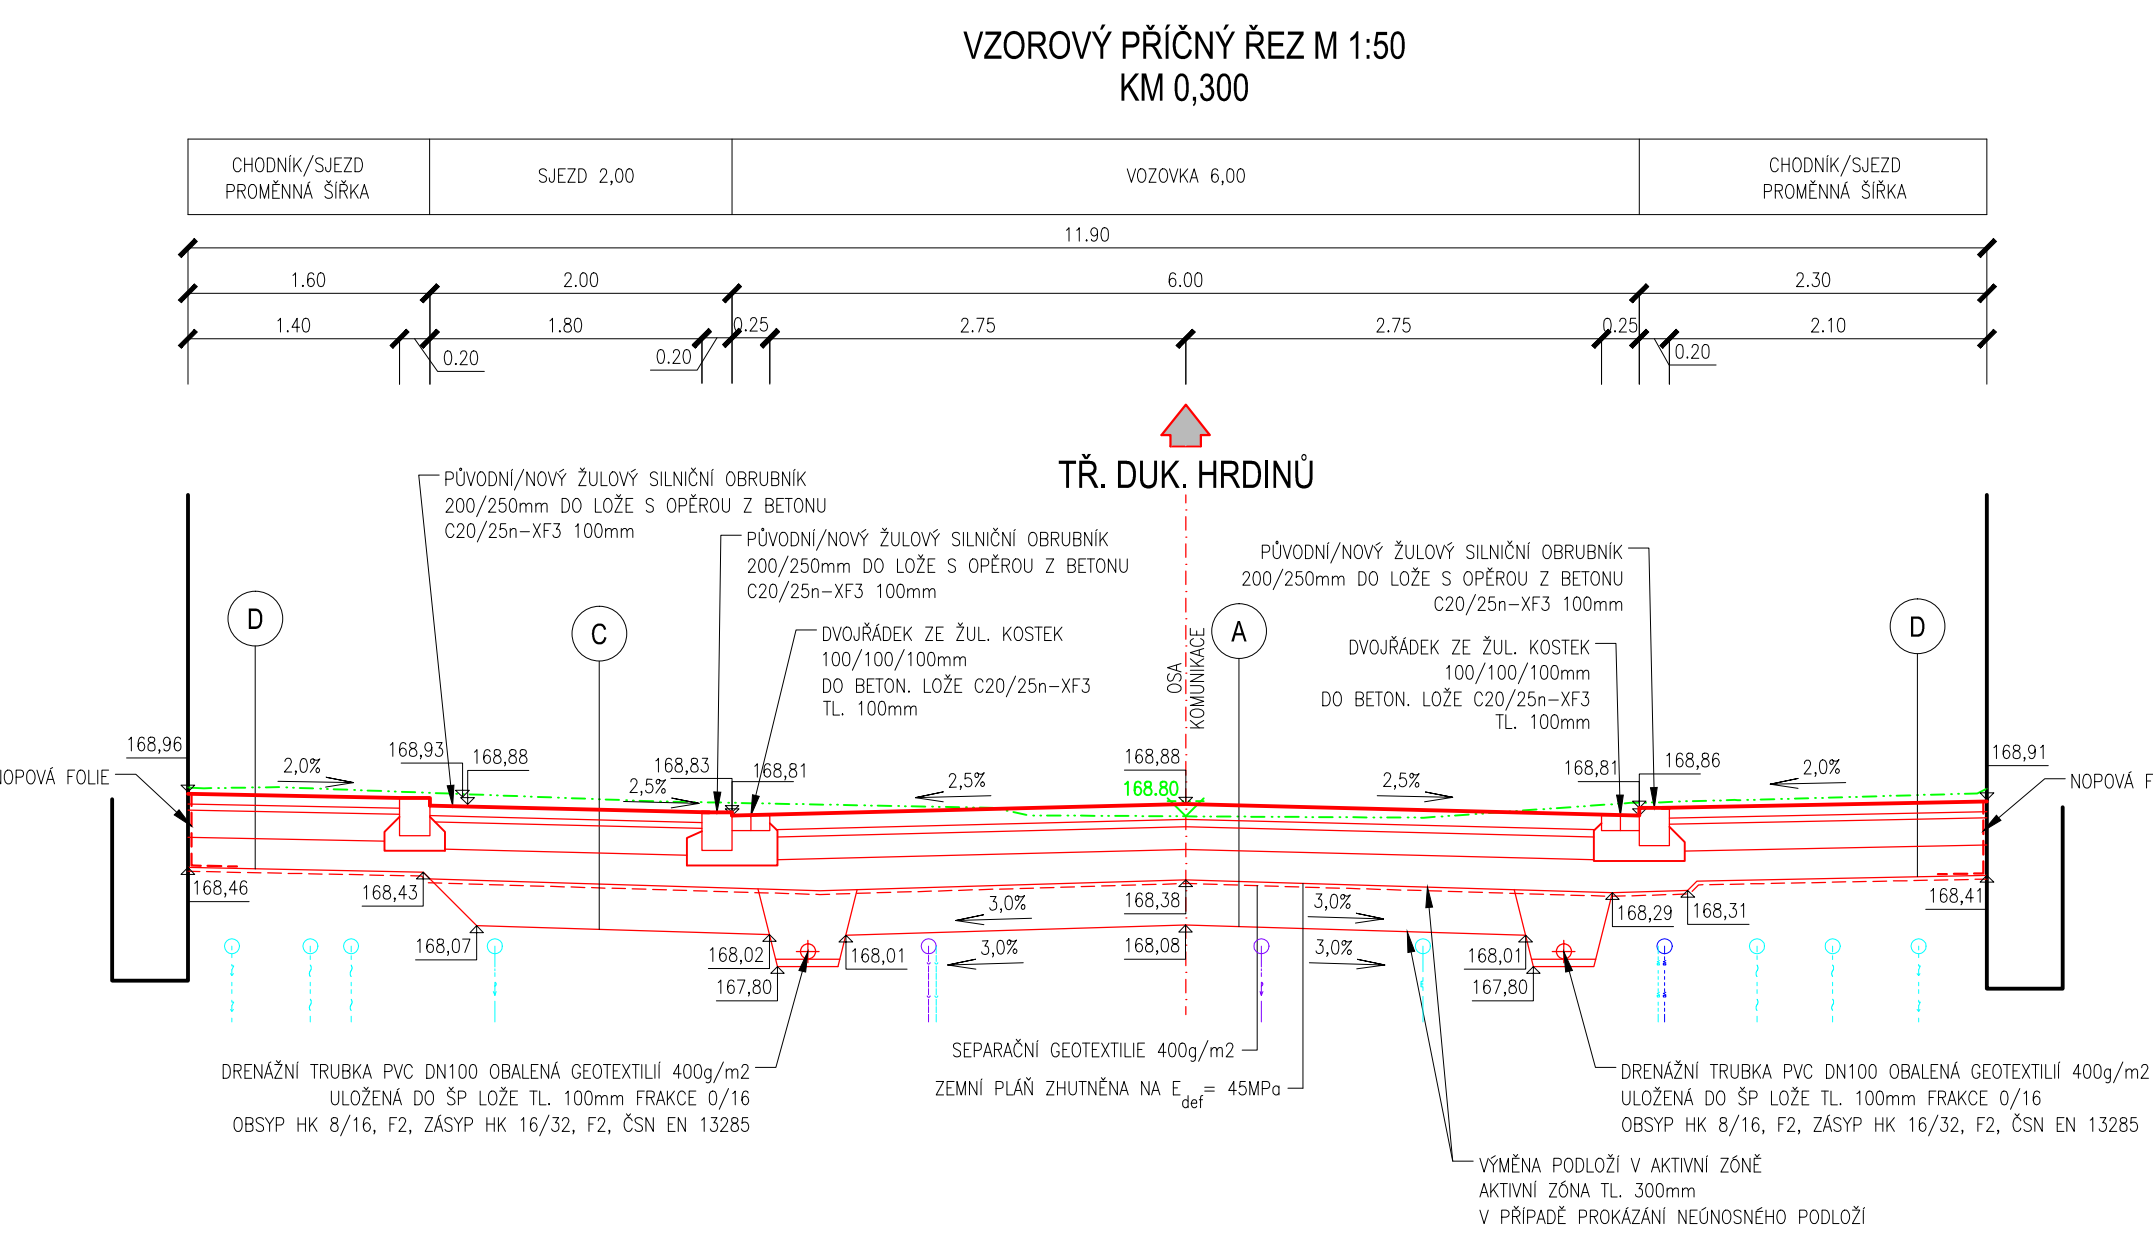 VZOROVÝ PŘÍČNÝ ŘEZ M 1:50
KM 0,300
CHODNÍK/SJEZD
PROMĚNNÁ ŠÍŘKA
SJEZD 2,00
VOZOVKA 6,00
CHODNÍK/SJEZD
PROMĚNNÁ ŠÍŘKA
11.90
1.60
2.00
6.00
2.30
1.40
1.80
0.25
2.75
2.75
0.25
2.10
0.20
0.20
0.20
TŘ. DUK. HRDINŮ
PŮVODNÍ/NOVÝ ŽULOVÝ SILNIČNÍ OBRUBNÍK
200/250mm DO LOŽE S OPĚROU Z BETONU
C20/25n-XF3 100mm
PŮVODNÍ/NOVÝ ŽULOVÝ SILNIČNÍ OBRUBNÍK
200/250mm DO LOŽE S OPĚROU Z BETONU
C20/25n-XF3 100mm
PŮVODNÍ/NOVÝ ŽULOVÝ SILNIČNÍ OBRUBNÍK
200/250mm DO LOŽE S OPĚROU Z BETONU
C20/25n-XF3 100mm
D
C
A
D
DVOJŘÁDEK ZE ŽUL. KOSTEK
100/100/100mm
DO BETON. LOŽE C20/25n-XF3
TL. 100mm
OSA
KOMUNIKACE
DVOJŘÁDEK ZE ŽUL. KOSTEK
100/100/100mm
DO BETON. LOŽE C20/25n-XF3
TL. 100mm
168,96
168,93
168,88
168,83
168,81
168,88
168.80
168,81
168,86
168,91
NOPOVÁ FOLIE
2,0%
2,5%
2,5%
2,5%
2,0%
NOPOVÁ F
168,46
168,43
168,07
168,02
167,80
168,01
3,0%
3,0%
168,38
168,08
3,0%
3,0%
168,01
167,80
168,29
168,31
168,41
SEPARAČNÍ GEOTEXTILIE 400g/m2
ZEMNÍ PLÁŇ ZHUTNĚNA NA Edef= 45MPa
DRENÁŽNÍ TRUBKA PVC DN100 OBALENÁ GEOTEXTILIÍ 400g/m2
ULOŽENÁ DO ŠP LOŽE TL. 100mm FRAKCE 0/16
OBSYP HK 8/16, F2, ZÁSYP HK 16/32, F2, ČSN EN 13285
DRENÁŽNÍ TRUBKA PVC DN100 OBALENÁ GEOTEXTILIÍ 400g/m2
ULOŽENÁ DO ŠP LOŽE TL. 100mm FRAKCE 0/16
OBSYP HK 8/16, F2, ZÁSYP HK 16/32, F2, ČSN EN 13285
VÝMĚNA PODLOŽÍ V AKTIVNÍ ZÓNĚ
AKTIVNÍ ZÓNA TL. 300mm
V PŘÍPADĚ PROKÁZÁNÍ NEÚNOSNÉHO PODLOŽÍ